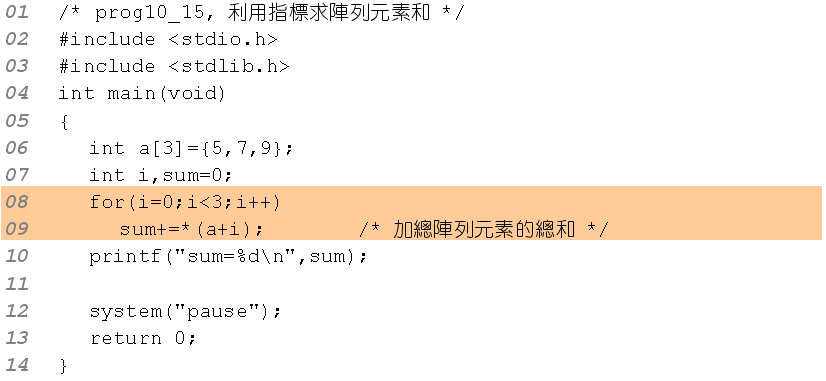 01 /* prog10_15, 利用指標求陣列元素和 */
02 #include <stdio.h>
03 #include <stdlib.h>
04 int main(void)
05 {
06 int a[3]={5,7,9};
07 int i,sum=0;
08 for(i=0;i<3;i++)
09 sum+=*(a+i); /* 加總陣列元素的總和 */
10 printf("sum=%d\n",sum);
11
12 system("pause");
13 return 0;
14 }